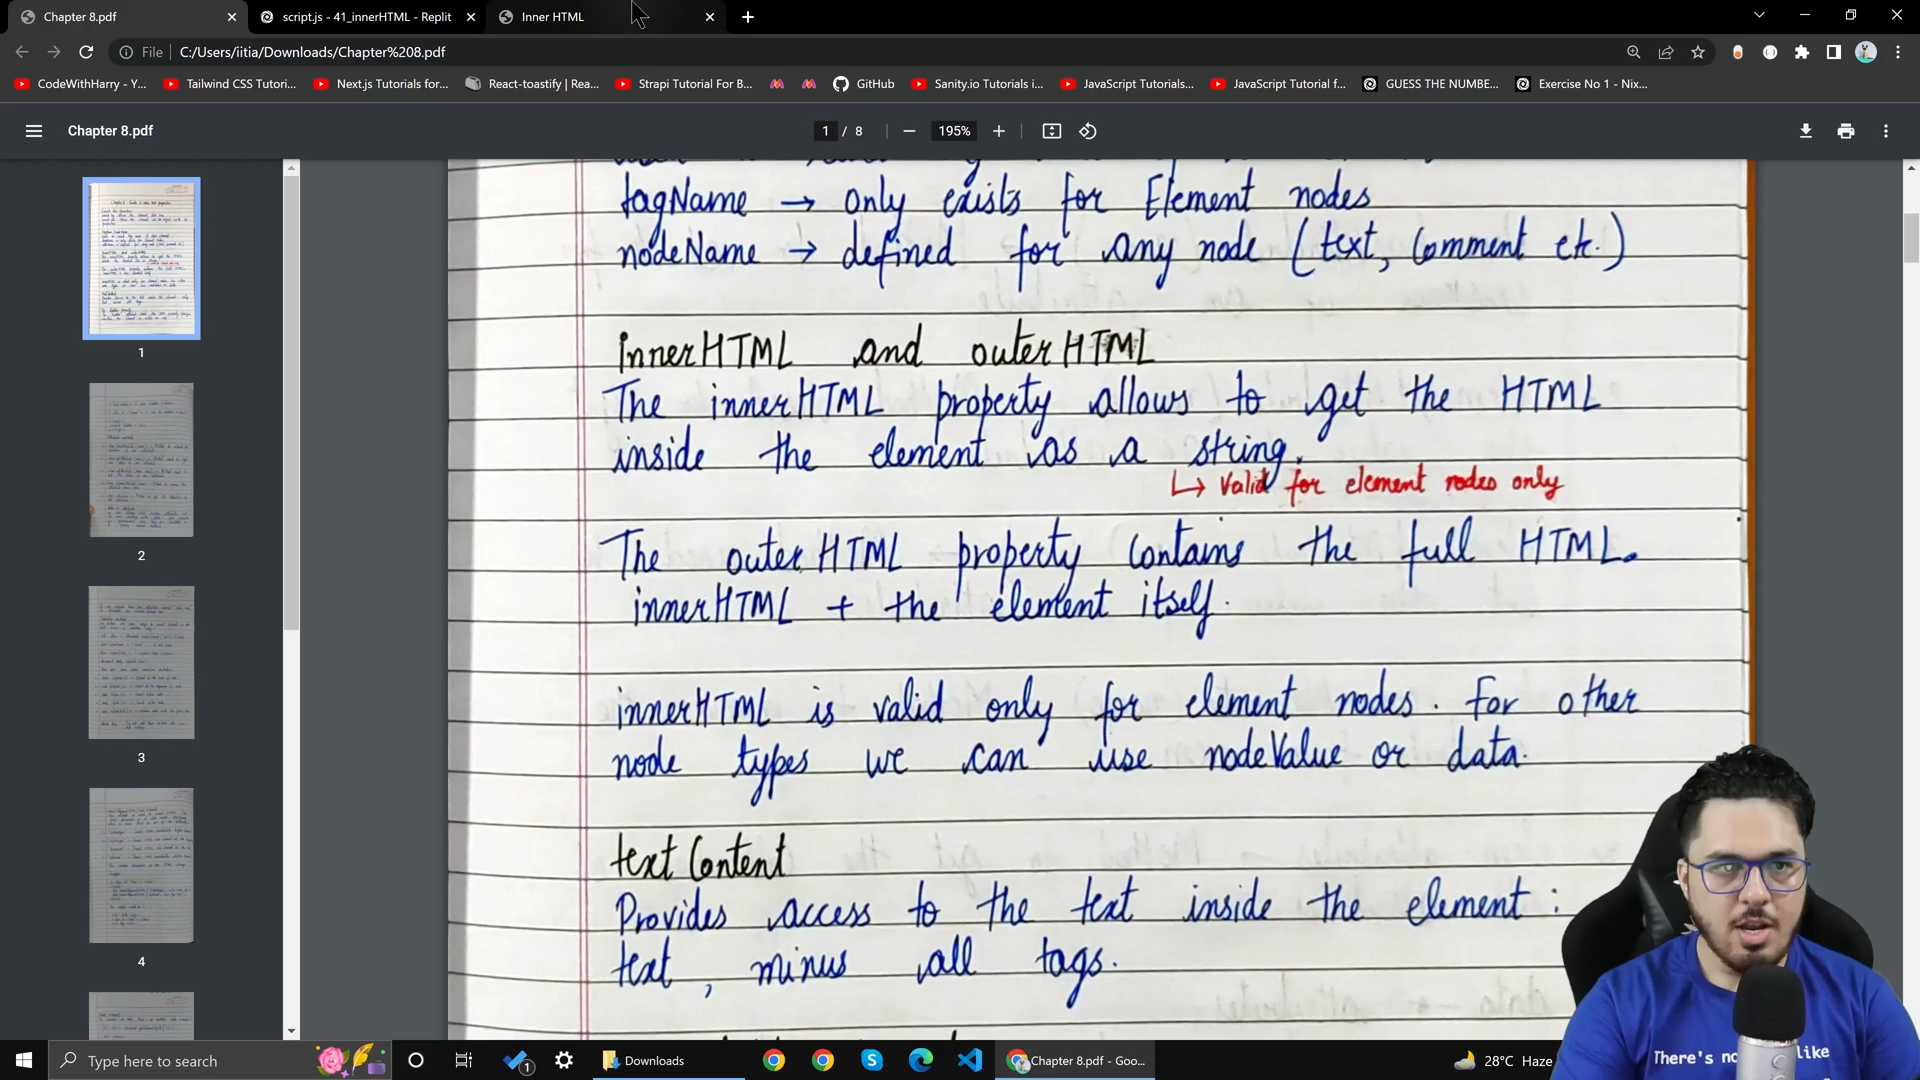 Chapter 8.pdf
script.js - 41_innerHTML - Replit
Inner HTML
File
C:/Users/iitia/Downloads/Chapter%208.pdf
CodeWithHarry - Y...
Tailwind CSS Tutori...
Next.js Tutorials for...
React-toastify | Rea...
Strapi Tutorial For B...
GitHub
Sanity.io Tutorials i...
JavaScript Tutorials...
JavaScript Tutorial f...
GUESS THE NUMBE...
Exercise No 1 - Nix...
Chapter 8.pdf
1 / 8
195%
tagName → only exists for Element nodes
nodeName → defined for any node (text, comment etc.)
innerHTML and outerHTML
The innerHTML property allows to get the HTML
inside the element as a string.
↳ Valid for element nodes only
The outerHTML property contains the full HTML.
innerHTML + the element itself.
innerHTML is valid only for element nodes. For other
node types we can use nodeValue or data.
textContent
Provides access to the text inside the element :
text, minus all tags.
1
2
3
4
There's no
like
Type here to search
1
Downloads
Chapter 8.pdf - Goo...
28°C Haze